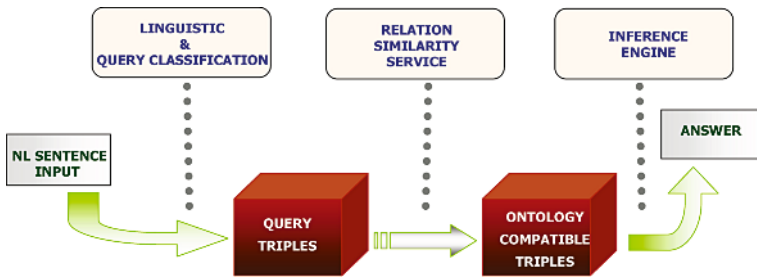 LINGUISTIC
&
QUERY CLASSIFICATION
RELATION
SIMILARITY
SERVICE
INFERENCE
ENGINE
NL SENTENCE
INPUT
QUERY
TRIPLES
ONTOLOGY
COMPATIBLE
TRIPLES
ANSWER